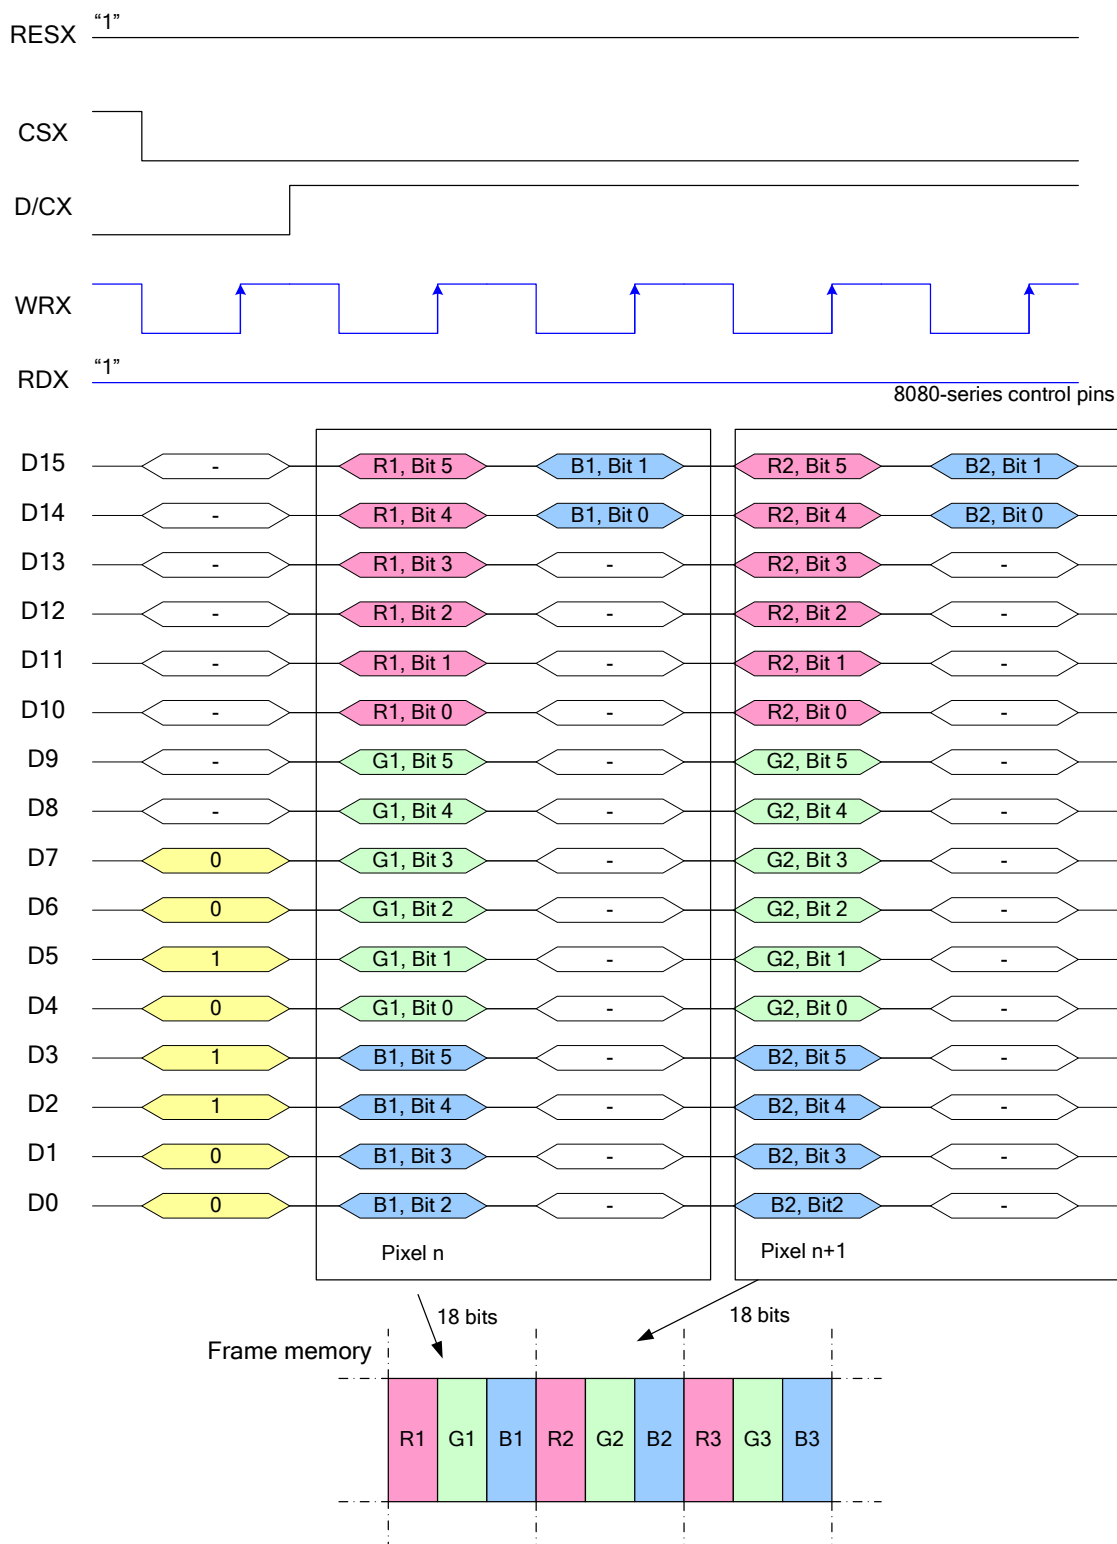 RESX “1”
CSX
D/CX
WRX
RDX “1”
8080-series control pins
D15 - R1, Bit 5 B1, Bit 1 R2, Bit 5 B2, Bit 1
D14 - R1, Bit 4 B1, Bit 0 R2, Bit 4 B2, Bit 0
D13 - R1, Bit 3 - R2, Bit 3 -
D12 - R1, Bit 2 - R2, Bit 2 -
D11 - R1, Bit 1 - R2, Bit 1 -
D10 - R1, Bit 0 - R2, Bit 0 -
D9 - G1, Bit 5 - G2, Bit 5 -
D8 - G1, Bit 4 - G2, Bit 4 -
D7 0 G1, Bit 3 - G2, Bit 3 -
D6 0 G1, Bit 2 - G2, Bit 2 -
D5 1 G1, Bit 1 - G2, Bit 1 -
D4 0 G1, Bit 0 - G2, Bit 0 -
D3 1 B1, Bit 5 - B2, Bit 5 -
D2 1 B1, Bit 4 - B2, Bit 4 -
D1 0 B1, Bit 3 - B2, Bit 3 -
D0 0 B1, Bit 2 - B2, Bit2 -
Pixel n Pixel n+1
18 bits 18 bits
Frame memory
R1 G1 B1 R2 G2 B2 R3 G3 B3